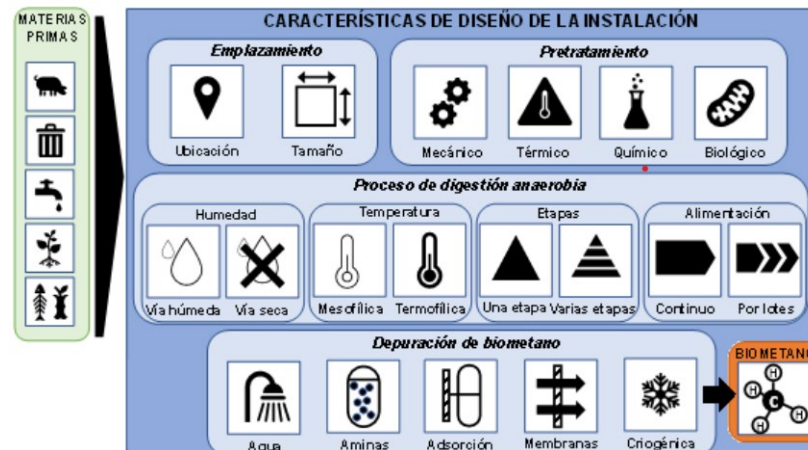 MATERIAS
PRIMAS
CARACTERÍSTICAS DE DISEÑO DE LA INSTALACIÓN
Emplazamiento
Ubicación
Tamaño
Pretratamiento
Mecánico
Térmico
Químico
Biológico
Proceso de digestión anaerobia
Humedad
Vía húmeda
Vía seca
Temperatura
Mesofílica
Termofílica
Etapas
Una etapa
Varias etapas
Alimentación
Continuo
Por lotes
Depuración de biometano
Agua
Aminas
Adsorción
Membranas
Criogénica
BIOMETANO
H
H
C
H
H